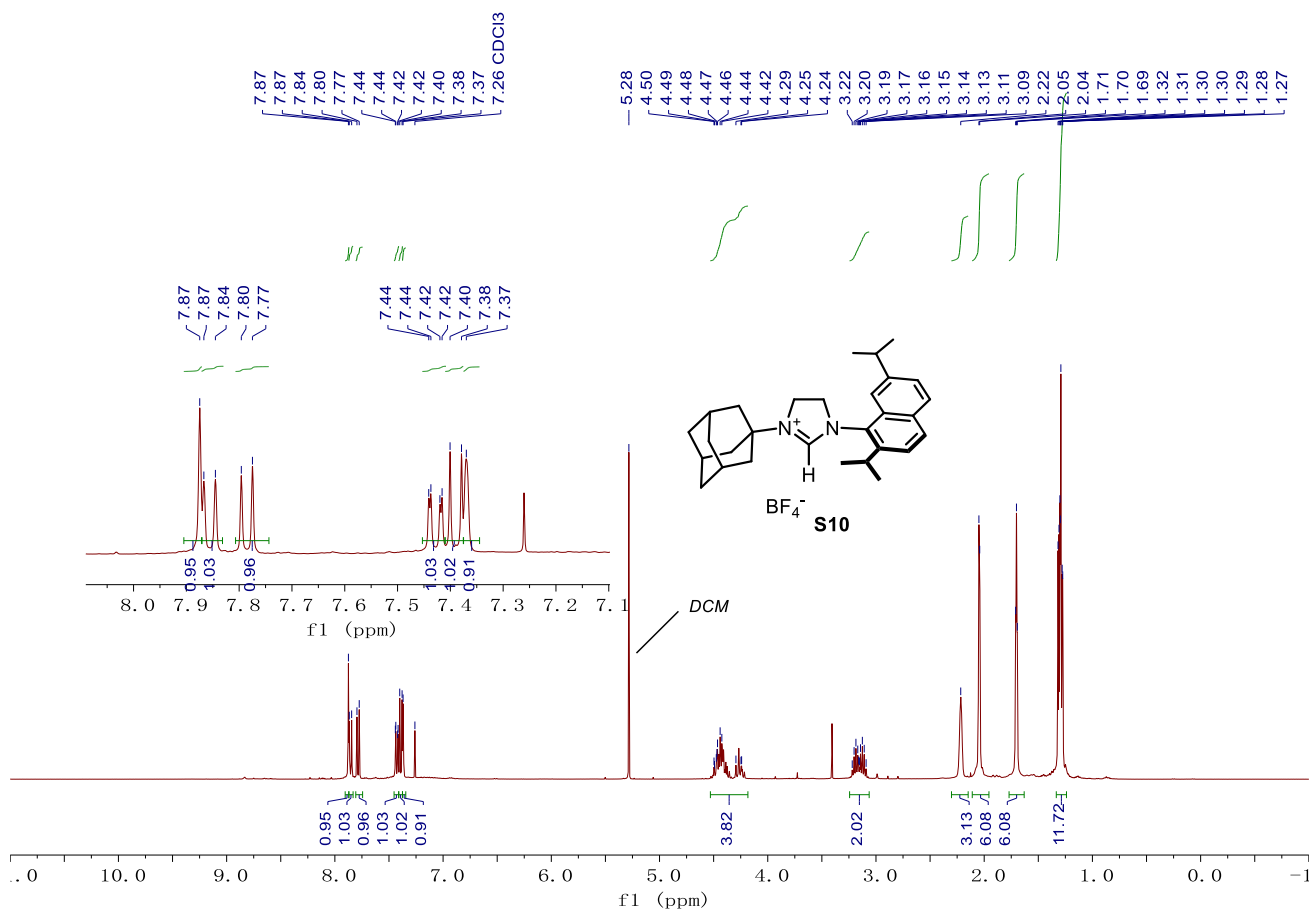 7.87 7.87 7.84 7.80 7.77 7.44 7.44 7.42 7.42 7.40 7.38 7.37 7.26 CDCl3
5.28 4.50 4.49 4.48 4.47 4.46 4.44 4.42 4.29 4.25 4.24 3.22 3.20 3.19 3.17 3.16 3.15 3.14 3.13 3.11 3.09 2.22 2.05 2.04 1.71 1.70 1.69 1.32 1.31 1.30 1.30 1.29 1.28 1.27
7.87 7.87 7.84 7.80 7.77
7.44 7.44 7.42 7.42 7.40 7.38 7.37
0.95 1.03 0.96 1.03 1.02 0.91
8.0 7.9 7.8 7.7 7.6 7.5 7.4 7.3 7.2 7.1
f1 (ppm)
N
+
N
H
BF4-
S10
DCM
0.95 1.03 0.96 1.03 1.02 0.91 3.82 2.02 3.13 6.08 6.08 11.72
.0 10.0 9.0 8.0 7.0 6.0 5.0 4.0 3.0 2.0 1.0 0.0 -1
f1 (ppm)